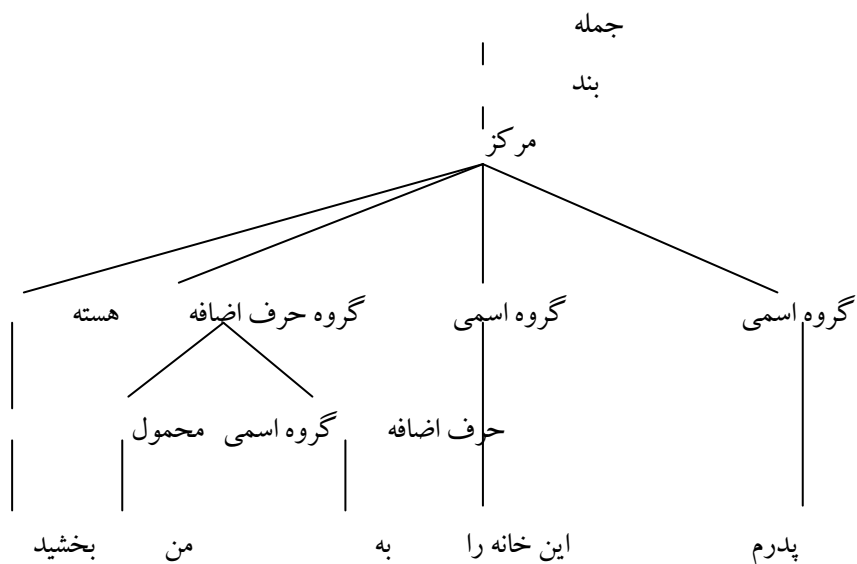 جمله
بند
مرکز
گروه اسمی گروه اسمی گروه حرف اضافه هسته
حرف اضافه گروه اسمی محمول
پدرم این خانه را به من بخشید